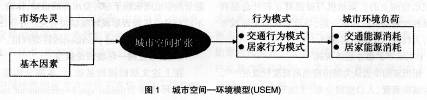 市场失灵
基本因素
城市空间扩张
行为模式
● 交通行为模式
● 居家行为模式
城市环境负荷
● 交通能源消耗
● 居家能源消耗
图 1 城市空间—环境模型(USEM)